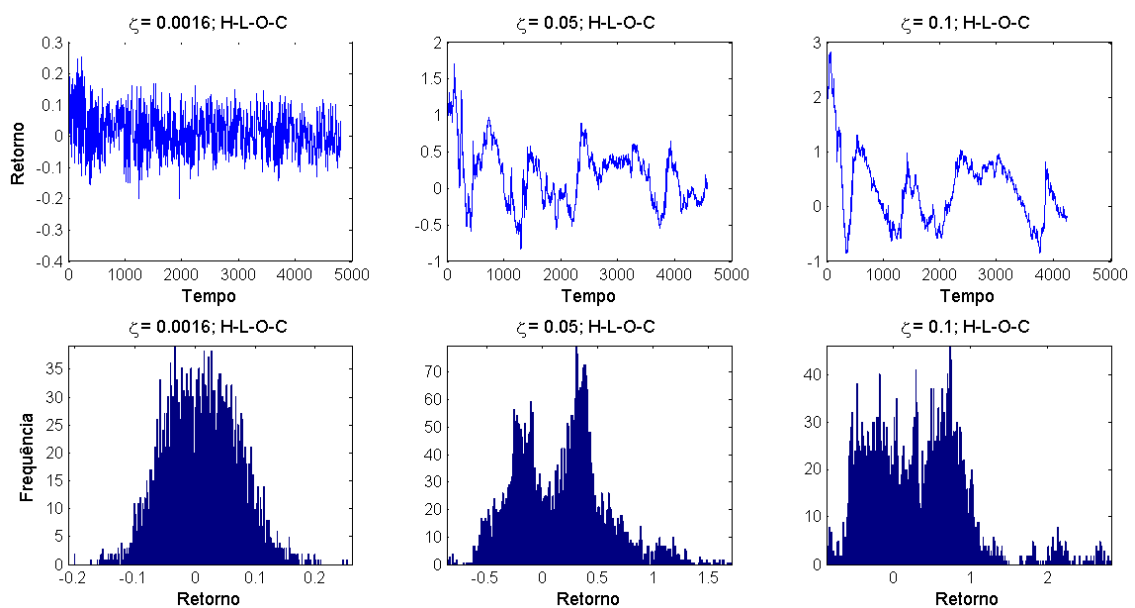 ζ = 0.0016; H-L-O-C
ζ = 0.05; H-L-O-C
ζ = 0.1; H-L-O-C
Retorno
0.3
0.2
0.1
0
-0.1
-0.2
-0.3
-0.4
0 1000 2000 3000 4000 5000
Tempo
2
1.5
1
0.5
0
-0.5
-1
0 1000 2000 3000 4000 5000
Tempo
3
2
1
0
-1
0 1000 2000 3000 4000 5000
Tempo
ζ = 0.0016; H-L-O-C
ζ = 0.05; H-L-O-C
ζ = 0.1; H-L-O-C
Frequência
35
30
25
20
15
10
5
0
-0.2 -0.1 0 0.1 0.2
Retorno
70
60
50
40
30
20
10
0
-0.5 0 0.5 1 1.5
Retorno
40
30
20
10
0
0 1 2
Retorno